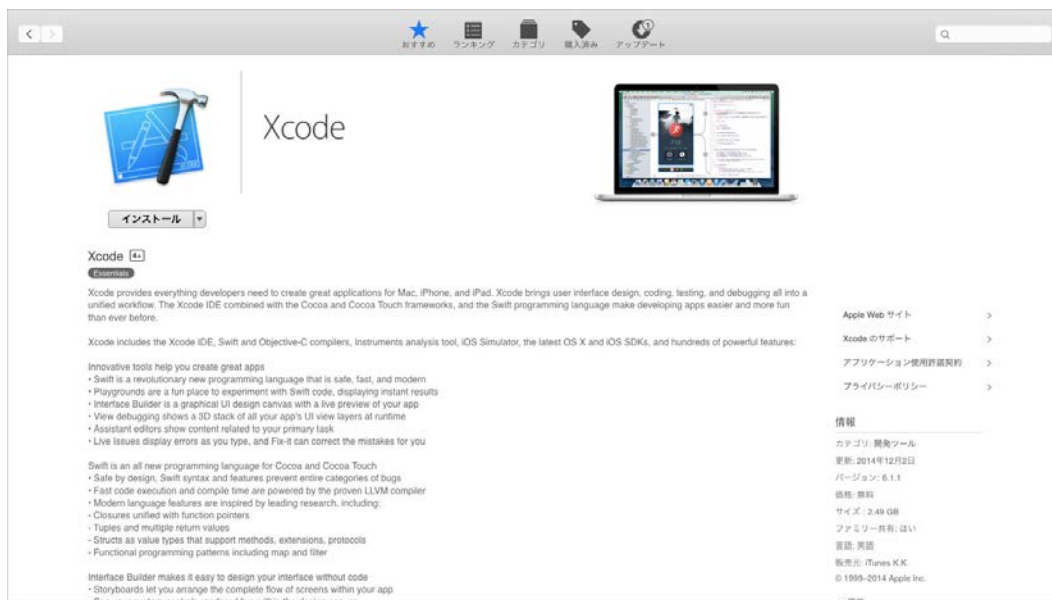 おすすめ
ランキング
カテゴリ
購入済み
アップデート
1
Xcode
インストール
Xcode 4+
Essentials
Xcode provides everything developers need to create great applications for Mac, iPhone, and iPad. Xcode brings user interface design, coding, testing, and debugging all into a
unified workflow. The Xcode IDE combined with the Cocoa and Cocoa Touch frameworks, and the Swift programming language make developing apps easier and more fun
than ever before.
Xcode includes the Xcode IDE, Swift and Objective-C compilers, Instruments analysis tool, iOS Simulator, the latest OS X and iOS SDKs, and hundreds of powerful features:
Innovative tools help you create great apps
• Swift is a revolutionary new programming language that is safe, fast, and modern
• Playgrounds are a fun place to experiment with Swift code, displaying instant results
• Interface Builder is a graphical UI design canvas with a live preview of your app
• View debugging shows a 3D stack of all your app's UI view layers at runtime
• Assistant editors show content related to your primary task
• Live Issues display errors as you type, and Fix-it can correct the mistakes for you
Swift is an all new programming language for Cocoa and Cocoa Touch
• Safe by design, Swift syntax and features prevent entire categories of bugs
• Fast code execution and compile time are powered by the proven LLVM compiler
• Modern language features are inspired by leading research, including:
- Closures unified with function pointers
- Tuples and multiple return values
- Structs as value types that support methods, extensions, protocols
- Functional programming patterns including map and filter
Interface Builder makes it easy to design your interface without code
• Storyboards let you arrange the complete flow of screens within your app
Apple Web サイト
Xcode のサポート
アプリケーション使用許諾契約
プライバシーポリシー
情報
カテゴリ: 開発ツール
更新: 2014年12月2日
バージョン: 6.1.1
価格: 無料
サイズ: 2.49 GB
ファミリー共有: はい
言語: 英語
販売元: iTunes K.K.
© 1999–2014 Apple Inc.